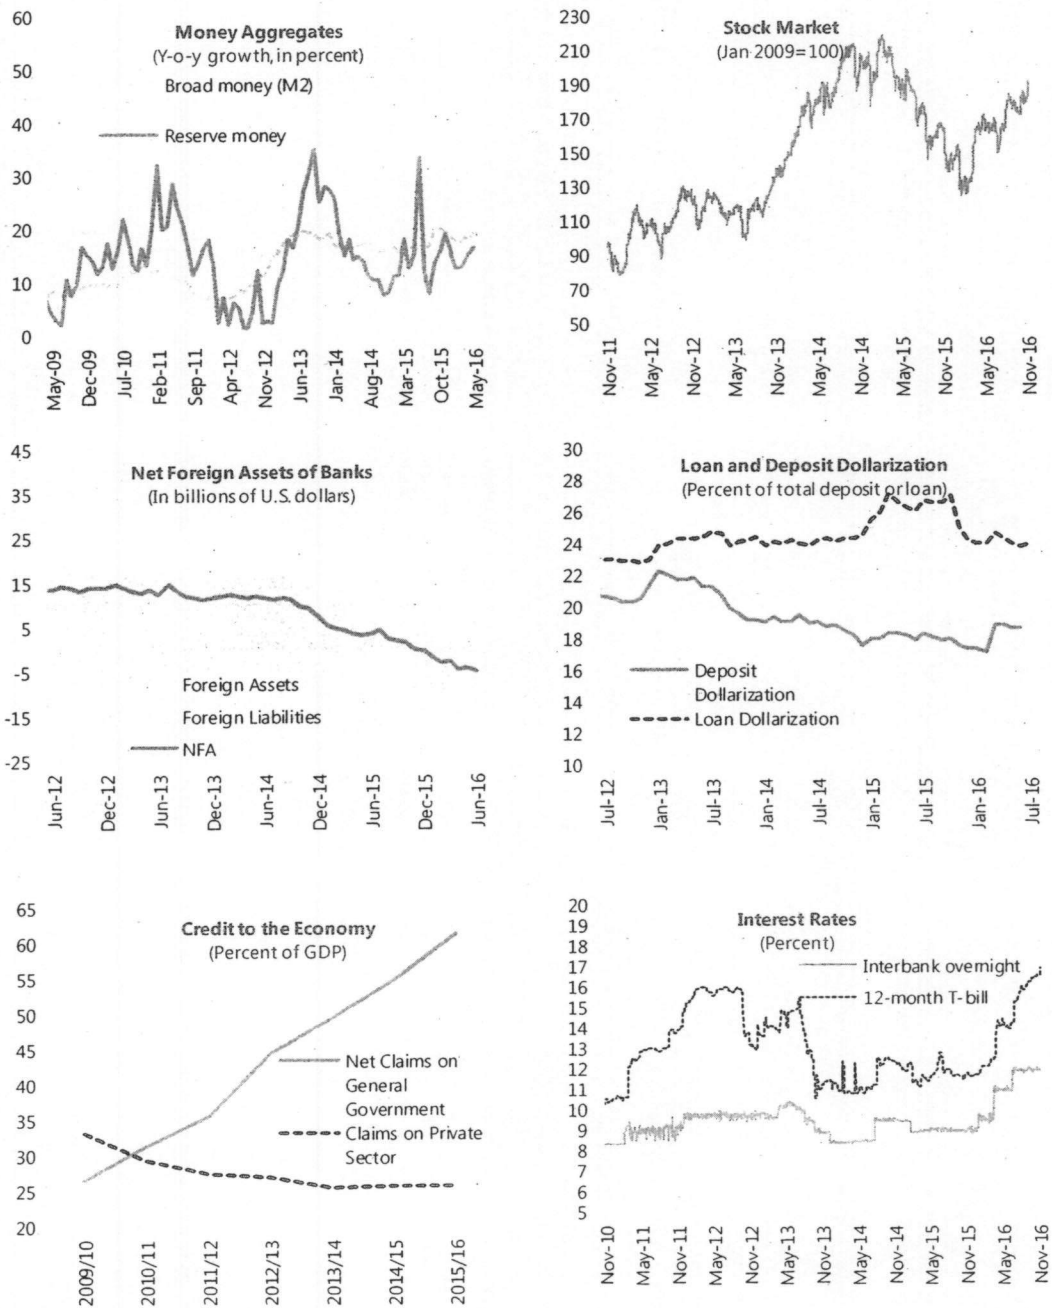 Money Aggregates
(Y-o-y growth, in percent)
Broad money (M2)
Reserve money
60
50
40
30
20
10
0
May-09
Dec-09
Jul-10
Feb-11
Sep-11
Apr-12
Nov-12
Jun-13
Jan-14
Aug-14
Mar-15
Oct-15
May-16
Stock Market
(Jan 2009=100)
230
210
190
170
150
130
110
90
70
50
Nov-11
May-12
Nov-12
May-13
Nov-13
May-14
Nov-14
May-15
Nov-15
May-16
Nov-16
Net Foreign Assets of Banks
(In billions of U.S. dollars)
45
35
25
15
5
-5
-15
-25
Foreign Assets
Foreign Liabilities
NFA
Jun-12
Dec-12
Jun-13
Dec-13
Jun-14
Dec-14
Jun-15
Dec-15
Jun-16
Loan and Deposit Dollarization
(Percent of total deposit or loan)
30
28
26
24
22
20
18
16
14
12
10
Deposit
Dollarization
Loan Dollarization
Jul-12
Jan-13
Jul-13
Jan-14
Jul-14
Jan-15
Jul-15
Jan-16
Jul-16
Credit to the Economy
(Percent of GDP)
65
60
55
50
45
40
35
30
25
20
Net Claims on
General
Government
Claims on Private
Sector
2009/10
2010/11
2011/12
2012/13
2013/14
2014/15
2015/16
Interest Rates
(Percent)
Interbank overnight
12-month T-bill
20
19
18
17
16
15
14
13
12
11
10
9
8
7
6
5
Nov-10
May-11
Nov-11
May-12
Nov-12
May-13
Nov-13
May-14
Nov-14
May-15
Nov-15
May-16
Nov-16